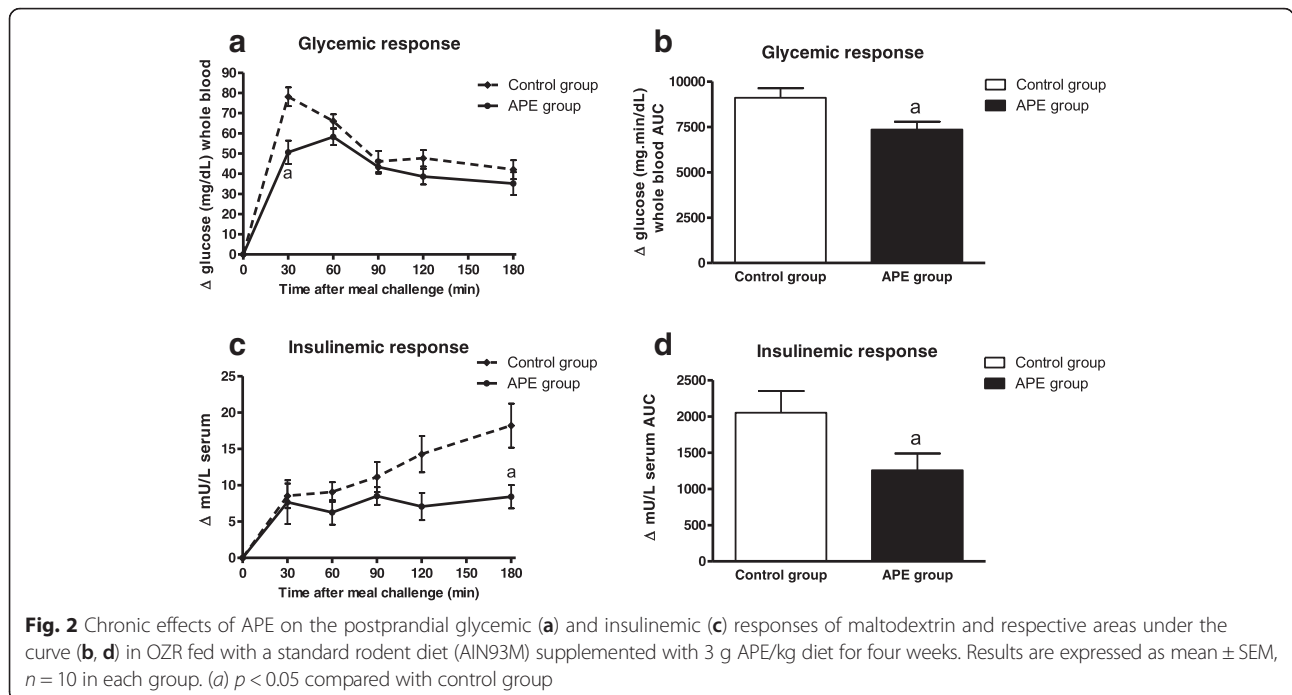 a
Glycemic response
Δ glucose (mg/dL) whole blood
90
80
70
60
50
40
30
20
10
0
a
0 30 60 90 120 180
Time after meal challenge (min)
Control group
APE group
b
Glycemic response
Δ glucose (mg.min/dL)
whole blood AUC
10000
7500
5000
2500
0
a
Control group APE group
Control group
APE group
c
Insulinemic response
Δ mU/L serum
25
20
15
10
5
0
a
0 30 60 90 120 180
Time after meal challenge (min)
Control group
APE group
d
Insulinemic response
Δ mU/L serum AUC
2500
2000
1500
1000
500
0
a
Control group APE group
Control group
APE group
Fig. 2 Chronic effects of APE on the postprandial glycemic (a) and insulinemic (c) responses of maltodextrin and respective areas under the
curve (b, d) in OZR fed with a standard rodent diet (AIN93M) supplemented with 3 g APE/kg diet for four weeks. Results are expressed as mean ± SEM,
n = 10 in each group. (a) p < 0.05 compared with control group